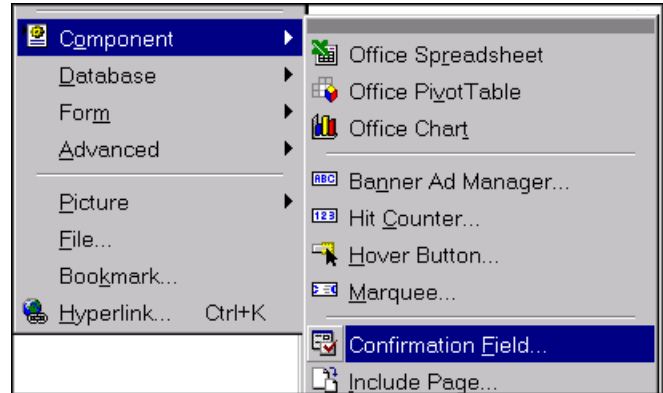 Component
Database
Form
Advanced
Picture
File...
Bookmark...
Hyperlink... Ctrl+K
Office Spreadsheet
Office PivotTable
Office Chart
Banner Ad Manager...
Hit Counter...
Hover Button...
Marquee...
Confirmation Field...
Include Page...